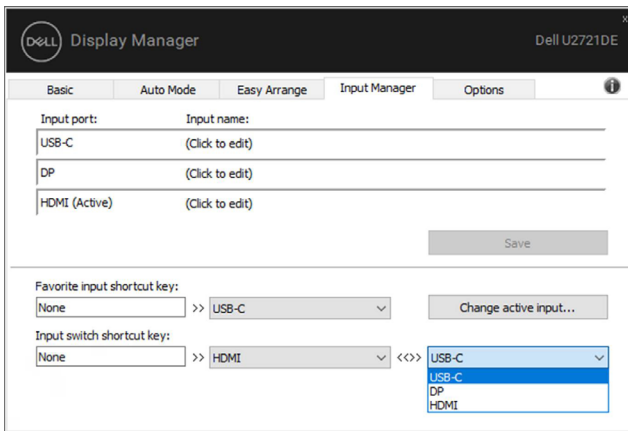 DELL Display Manager Dell U2721DE
Basic Auto Mode Easy Arrange Input Manager Options
Input port: Input name:
USB-C (Click to edit)
DP (Click to edit)
HDMI (Active) (Click to edit)
Save
Favorite input shortcut key:
None >> USB-C Change active input...
Input switch shortcut key:
None >> HDMI <<>> USB-C
USB-C
DP
HDMI